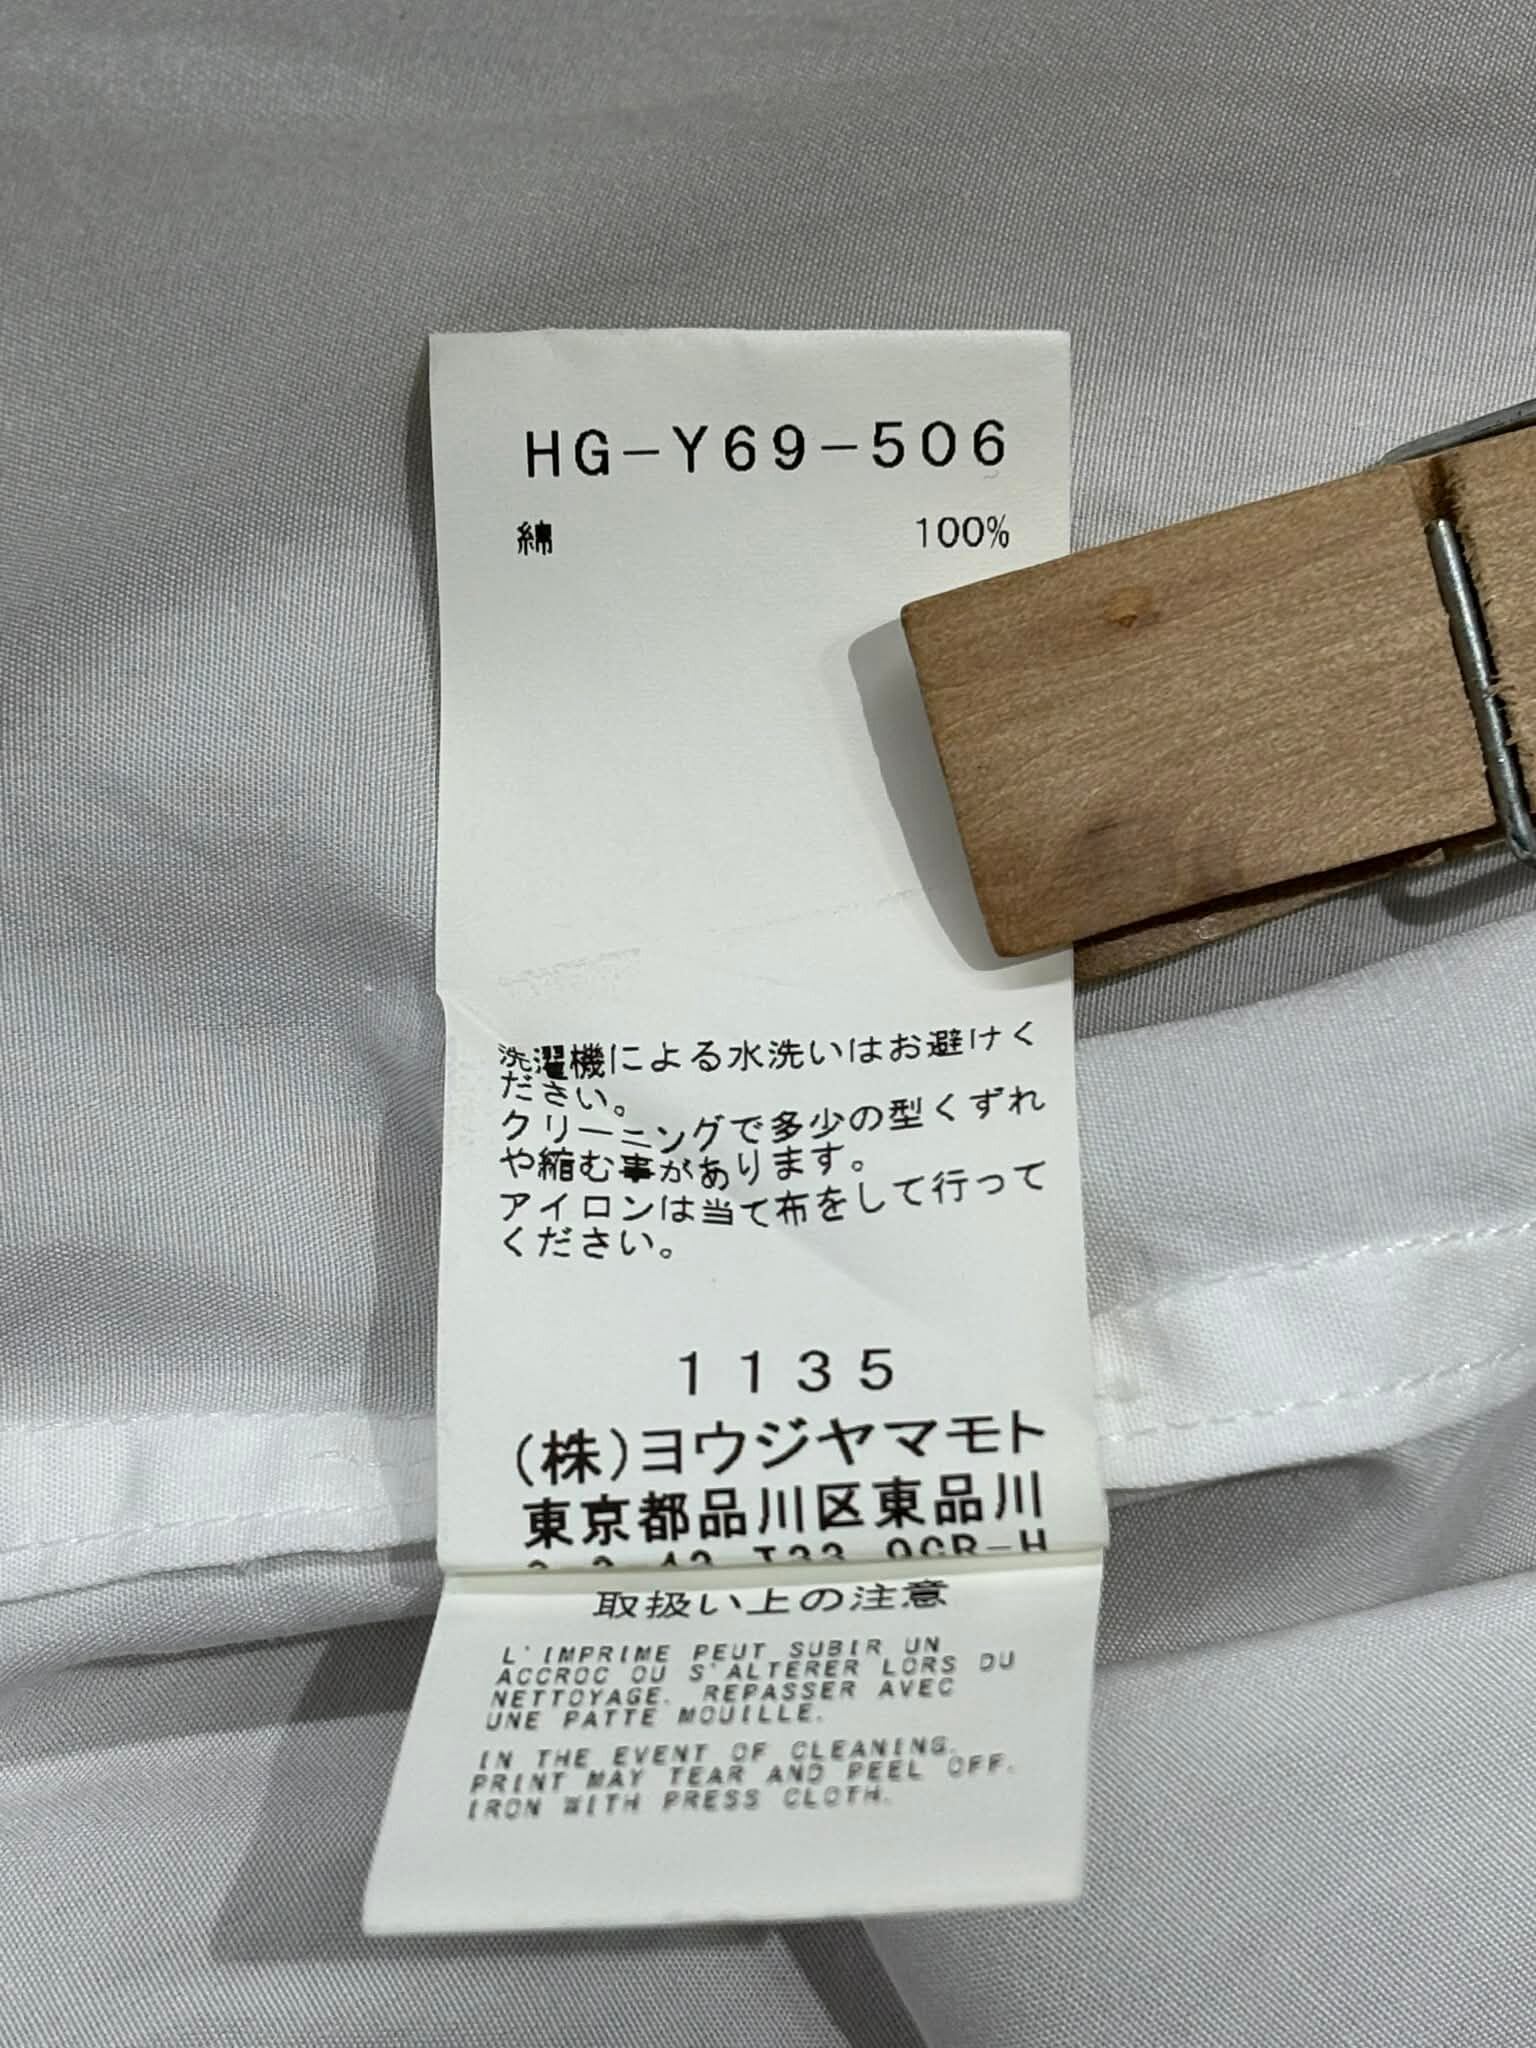 HG-Y69-506
綿 100%
洗濯機による水洗いはお避けく
ださい。
クリーニングで多少の型くずれ
や縮む事があります。
アイロンは当て布をして行って
ください。
1135
(株)ヨウジヤマモト
東京都品川区東品川
取扱い上の注意
L'IMPRIME PEUT SUBIR UN
ACCROC OU S'ALTERER LORS DU
NETTOYAGE. REPASSER AVEC
UNE PATTE MOUILLE.
IN THE EVENT OF CLEANING.
PRINT MAY TEAR AND PEEL OFF.
IRON WITH PRESS CLOTH.